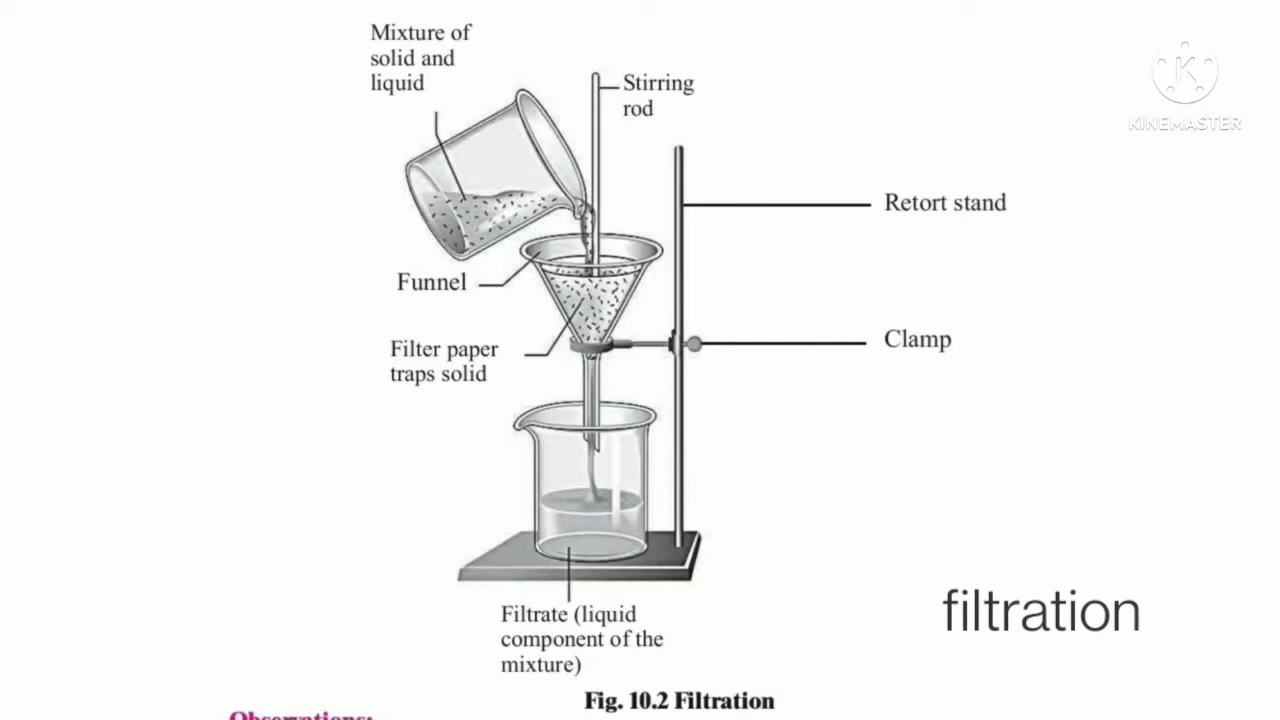 Mixture of
solid and
liquid
Stirring
rod
KINEMASTER
Retort stand
Funnel
Clamp
Filter paper
traps solid
filtration
Filtrate (liquid
component of the
mixture)
Fig. 10.2 Filtration
Observations: